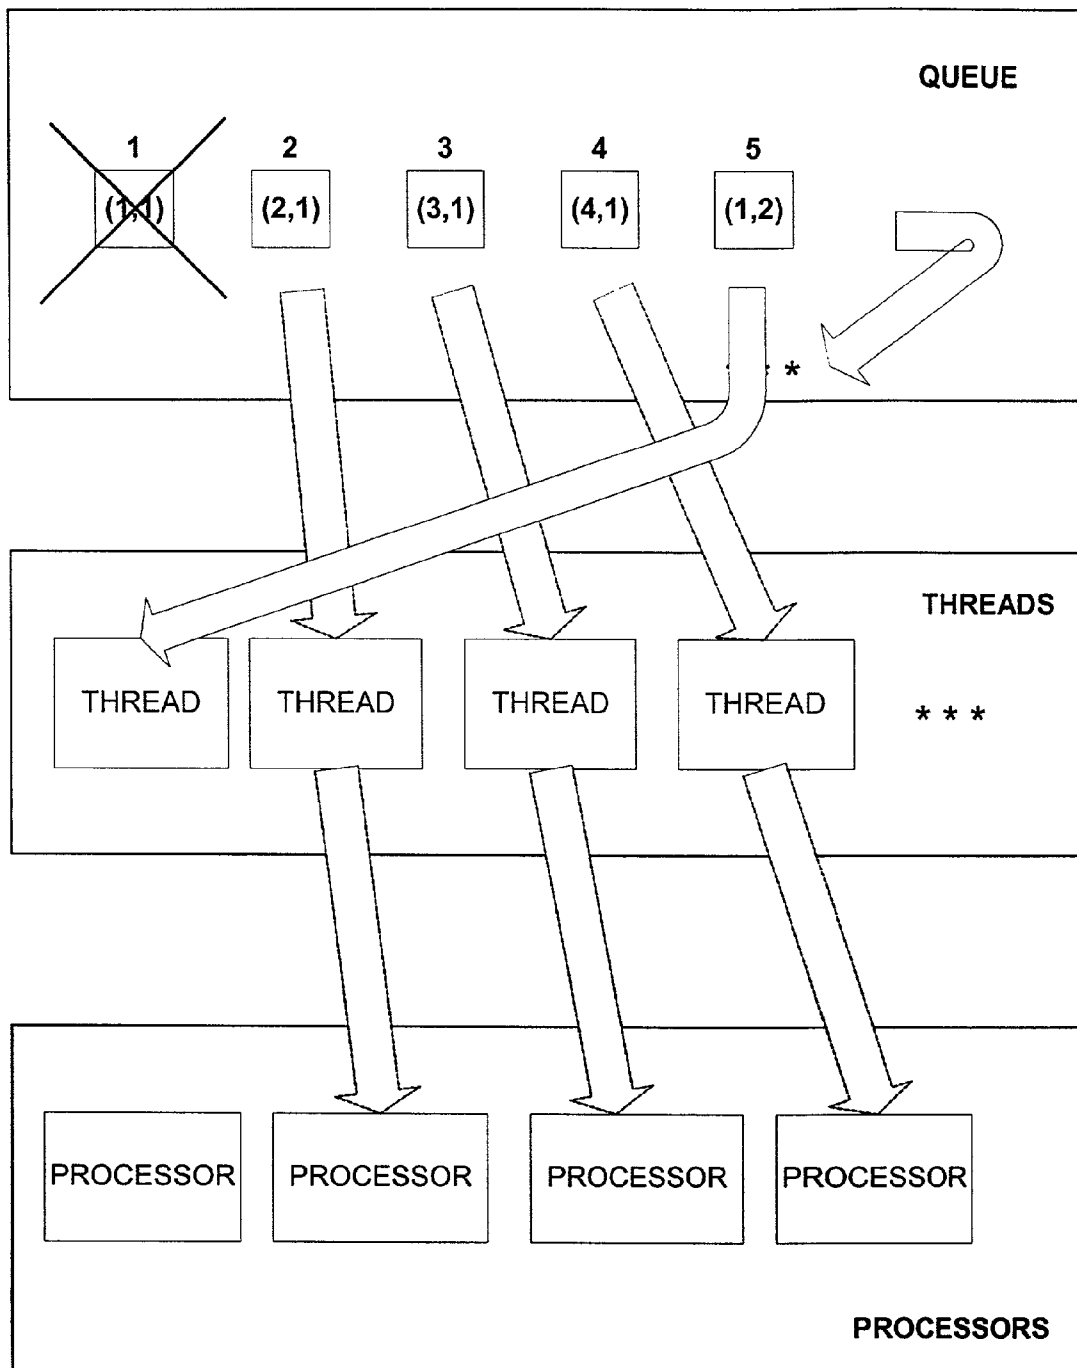 QUEUE
1 2 3 4 5
(1,1) (2,1) (3,1) (4,1) (1,2)
* * *
THREADS
THREAD THREAD THREAD THREAD
* * *
PROCESSOR PROCESSOR PROCESSOR PROCESSOR
PROCESSORS